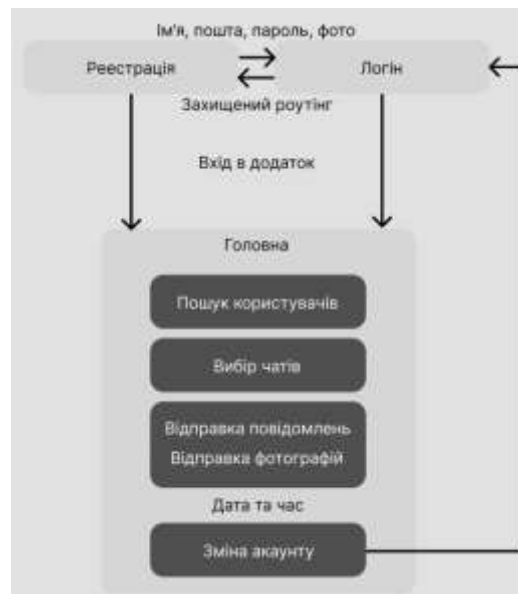 Ім'я, пошта, пароль, фото
Реестрація
Логін
Захищений роутінг
Вхід в додаток
Головна
Пошук користувачів
Вибір чатів
Відправка повідомлень
Відправка фотографій
Дата та час
Зміна акаунту